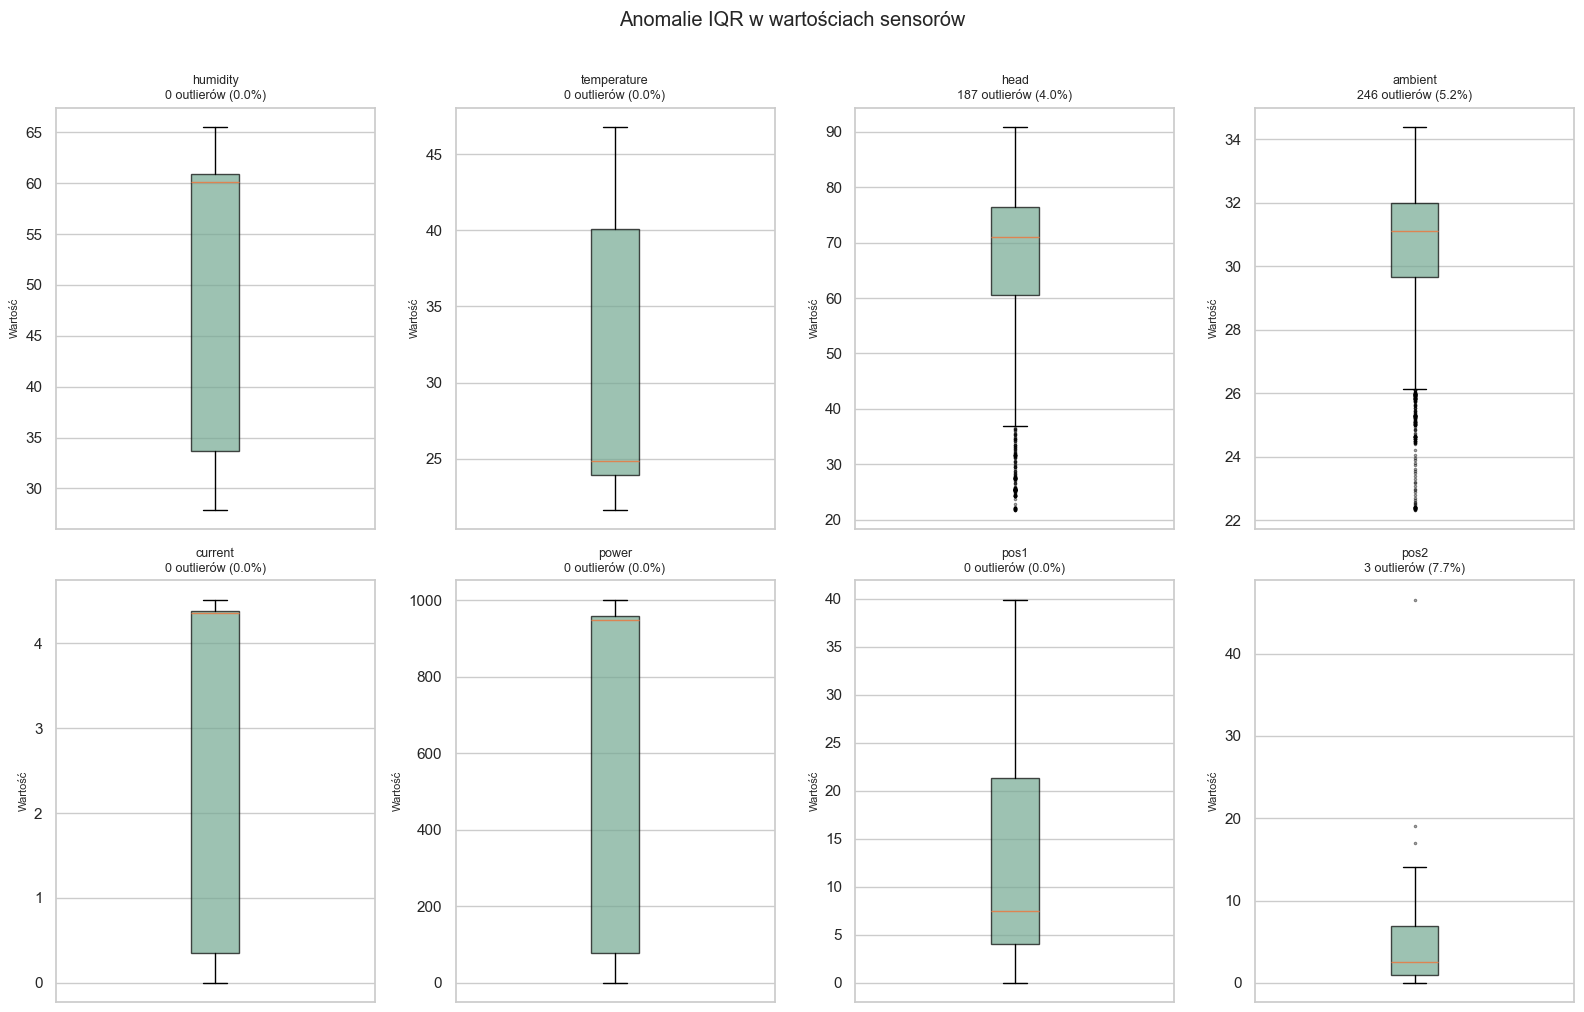 Anomalie IQR w wartościach sensorów
humidity
0 outlierów (0.0%)
65
60
55
50
45
40
35
30
Wartość
temperature
0 outlierów (0.0%)
45
40
35
30
25
Wartość
head
187 outlierów (4.0%)
90
80
70
60
50
40
30
20
Wartość
ambient
246 outlierów (5.2%)
34
32
30
28
26
24
22
Wartość
current
0 outlierów (0.0%)
4
3
2
1
0
Wartość
power
0 outlierów (0.0%)
1000
800
600
400
200
0
Wartość
pos1
0 outlierów (0.0%)
40
35
30
25
20
15
10
5
0
Wartość
pos2
3 outlierów (7.7%)
40
30
20
10
0
Wartość